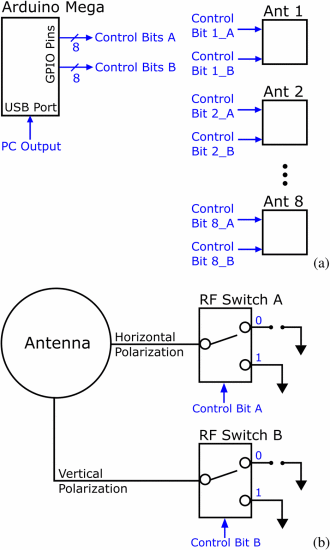 Arduino Mega
GPIO Pins
8
Control Bits A
8
Control Bits B
USB Port
PC Output
Ant 1
Control
Bit 1_A
Control
Bit 1_B
Ant 2
Control
Bit 2_A
Control
Bit 2_B
Ant 8
Control
Bit 8_A
Control
Bit 8_B
(a)
Antenna
Horizontal
Polarization
RF Switch A
0
1
Control Bit A
Vertical
Polarization
RF Switch B
0
1
Control Bit B
(b)